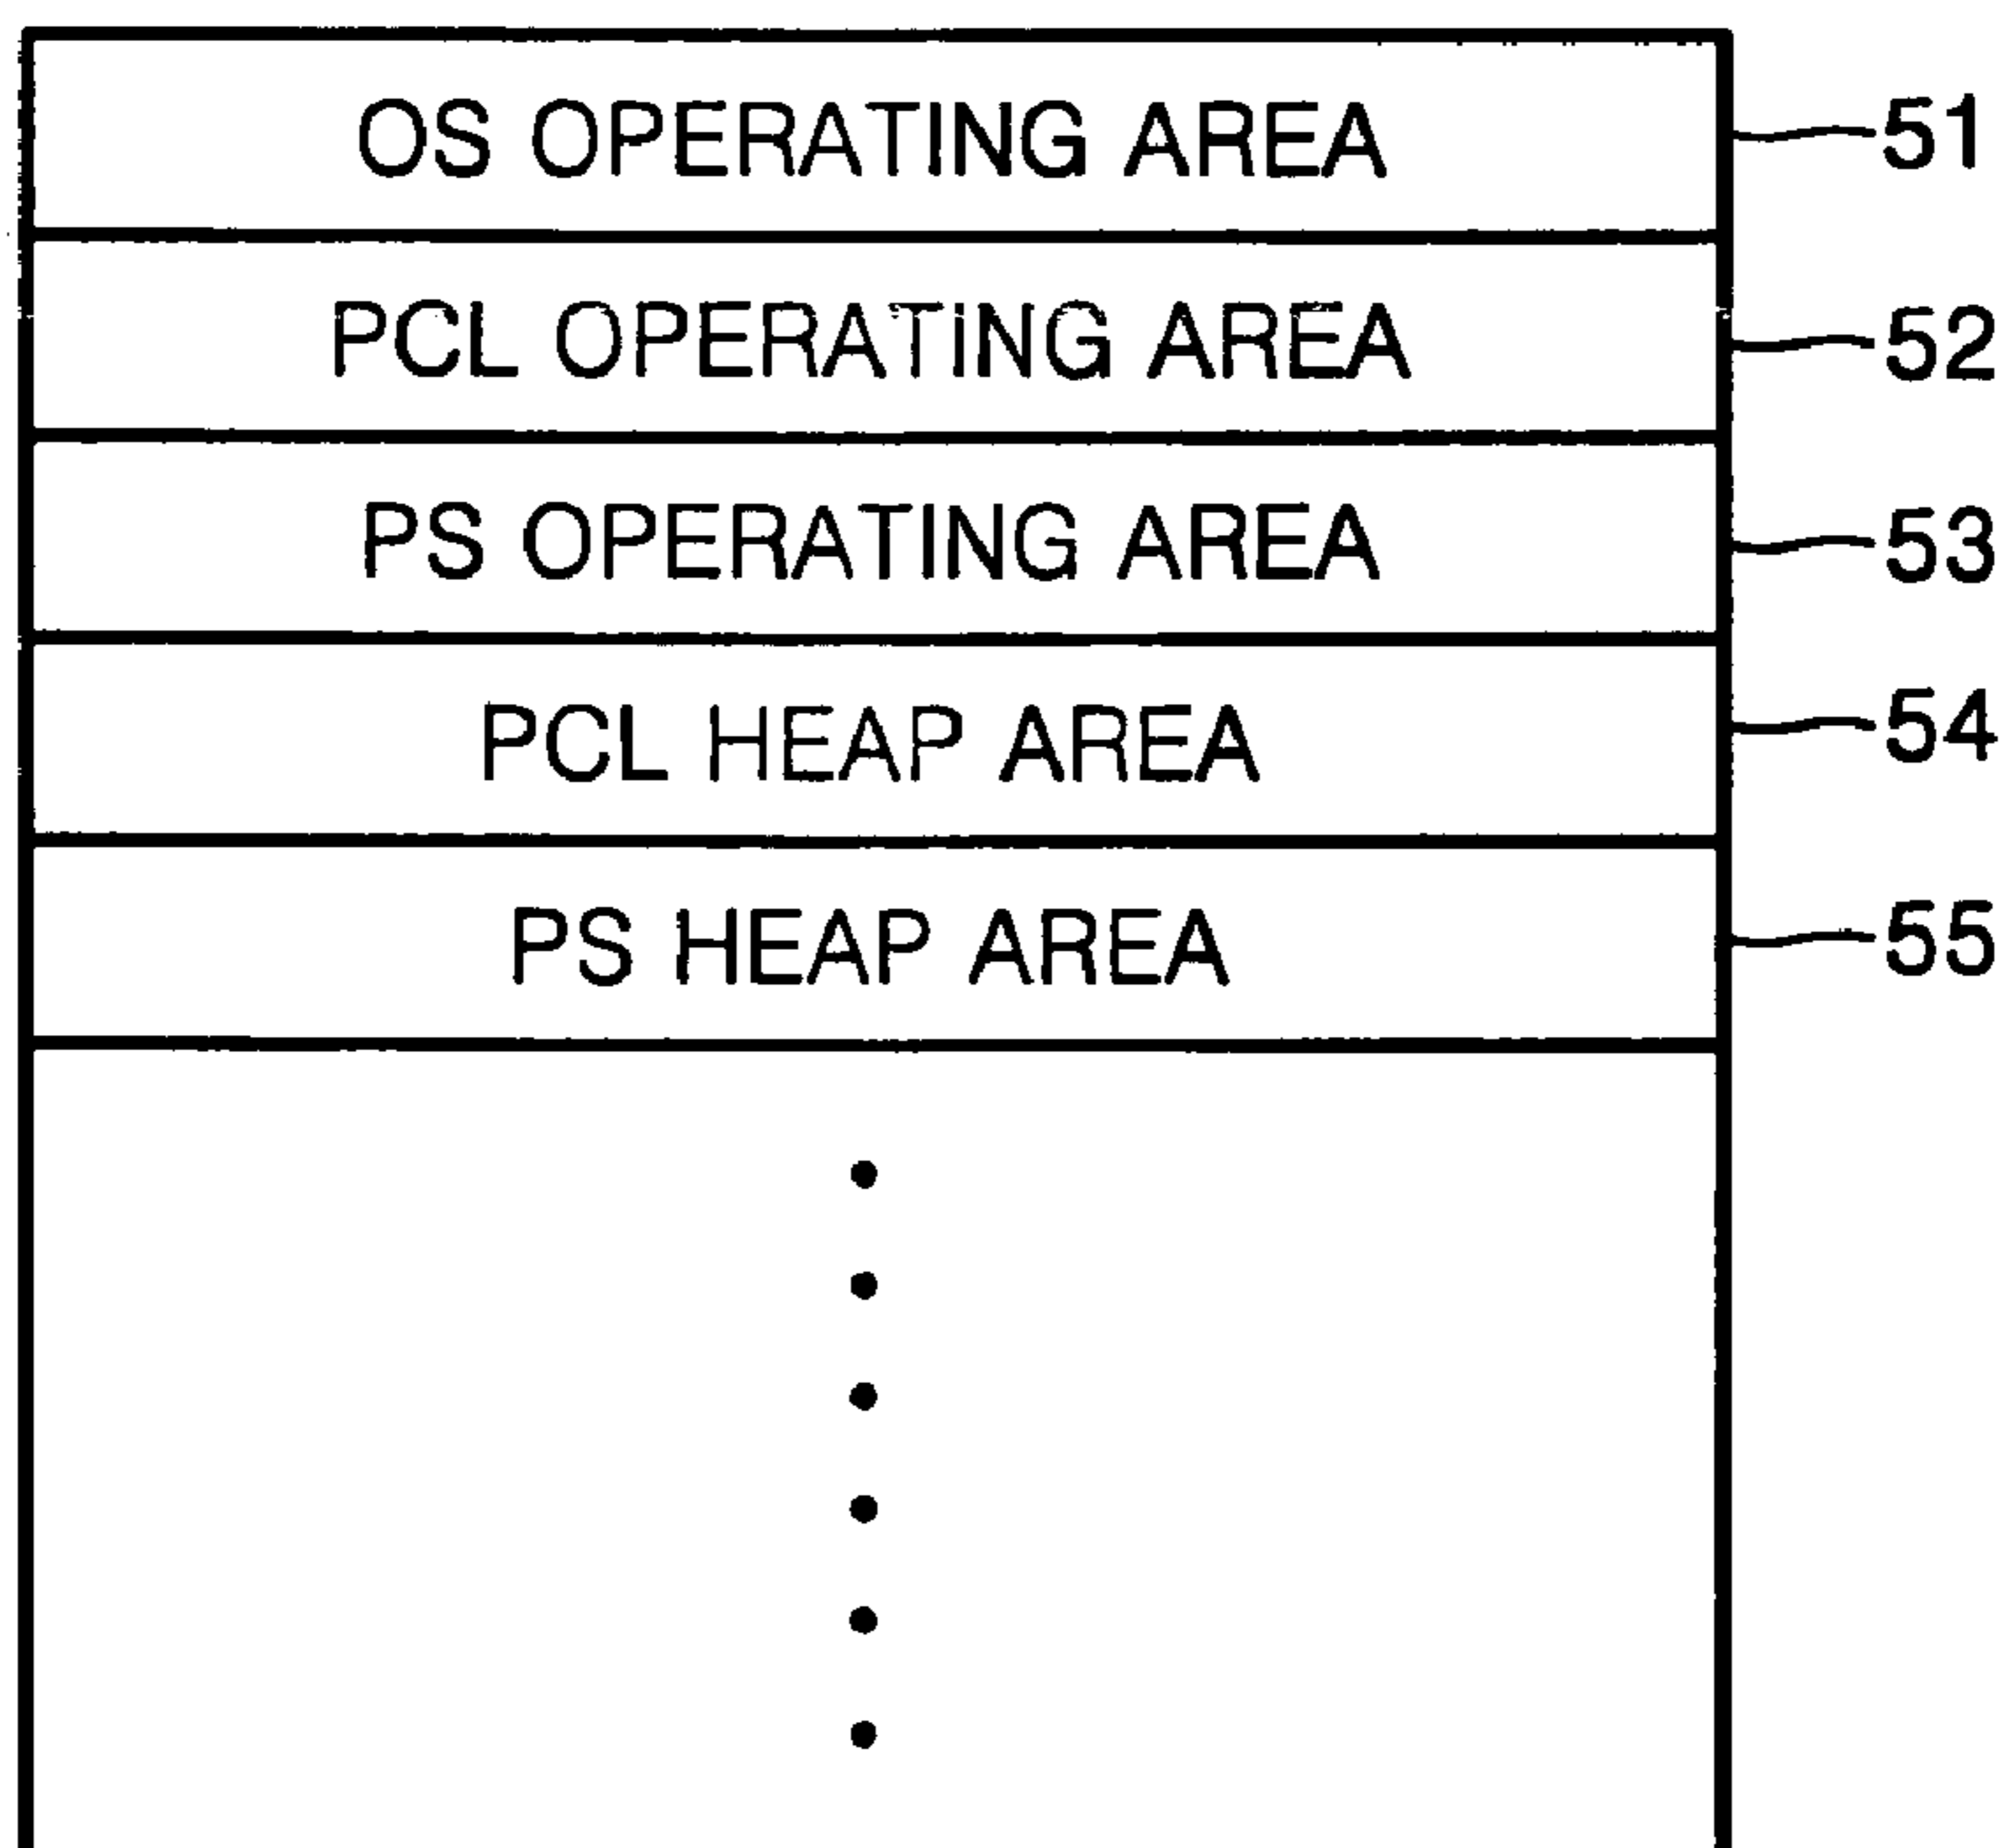 OS OPERATING AREA 51
PCL OPERATING AREA 52
PS OPERATING AREA 53
PCL HEAP AREA 54
PS HEAP AREA 55